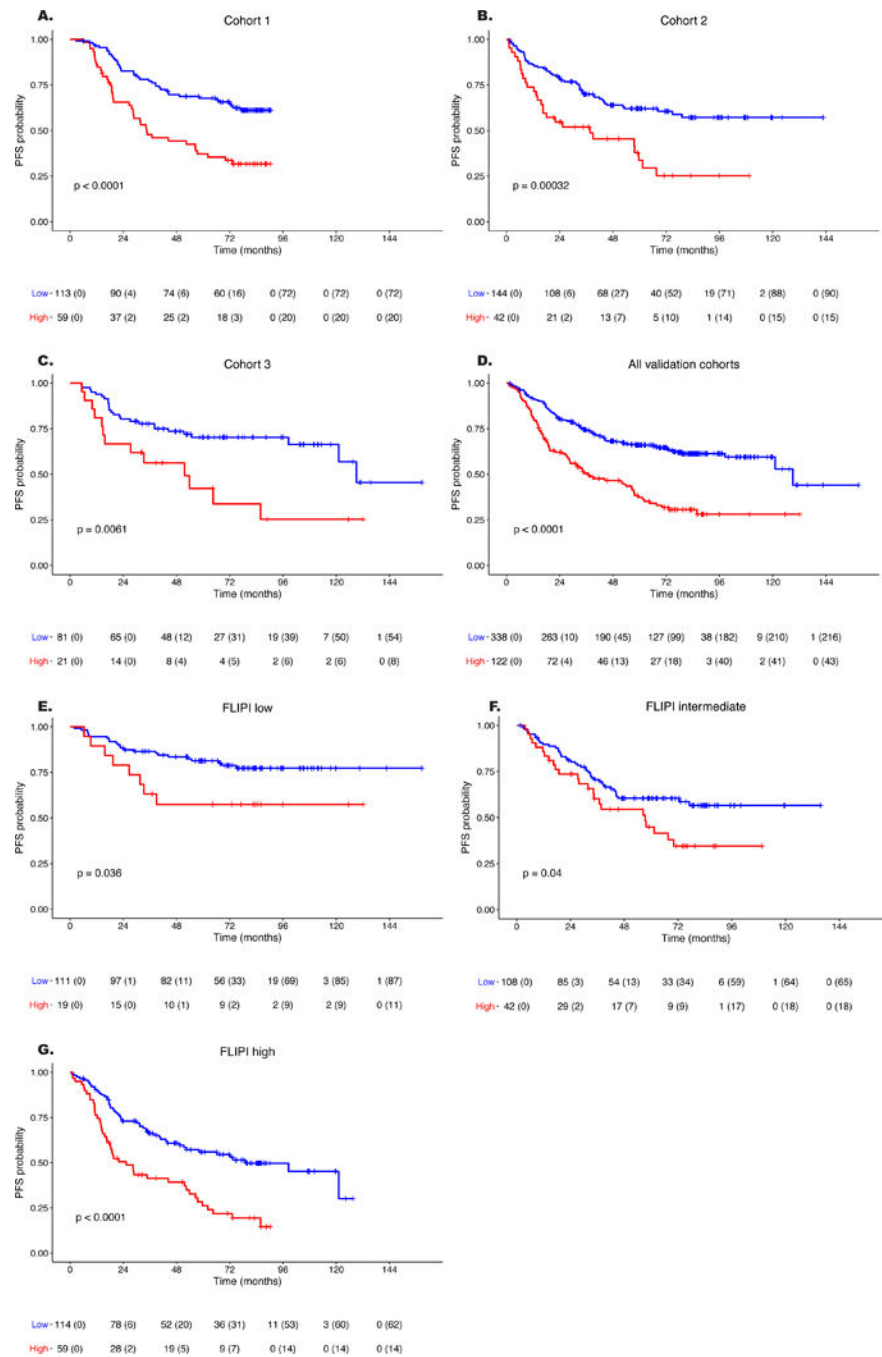 A.
Cohort 1
1.00
0.75
0.50
0.25
0.00
PFS probability
p < 0.0001
0 24 48 72 96 120 144
Time (months)
Low - 113 (0) 90 (4) 74 (6) 60 (16) 0 (72) 0 (72) 0 (72)
High - 59 (0) 37 (2) 25 (2) 18 (3) 0 (20) 0 (20) 0 (20)
B.
Cohort 2
1.00
0.75
0.50
0.25
0.00
PFS probability
p = 0.00032
0 24 48 72 96 120 144
Time (months)
Low - 144 (0) 108 (6) 68 (27) 40 (52) 19 (71) 2 (88) 0 (90)
High - 42 (0) 21 (2) 13 (7) 5 (10) 1 (14) 0 (15) 0 (15)
C.
Cohort 3
1.00
0.75
0.50
0.25
0.00
PFS probability
p = 0.0061
0 24 48 72 96 120 144
Time (months)
Low - 81 (0) 65 (0) 48 (12) 27 (31) 19 (39) 7 (50) 1 (54)
High - 21 (0) 14 (0) 8 (4) 4 (5) 2 (6) 2 (6) 0 (8)
D.
All validation cohorts
1.00
0.75
0.50
0.25
0.00
PFS probability
p < 0.0001
0 24 48 72 96 120 144
Time (months)
Low - 338 (0) 263 (10) 190 (45) 127 (99) 38 (182) 9 (210) 1 (216)
High - 122 (0) 72 (4) 46 (13) 27 (18) 3 (40) 2 (41) 0 (43)
E.
FLIPI low
1.00
0.75
0.50
0.25
0.00
PFS probability
p = 0.036
0 24 48 72 96 120 144
Time (months)
Low - 111 (0) 97 (1) 82 (11) 56 (33) 19 (69) 3 (85) 1 (87)
High - 19 (0) 15 (0) 10 (1) 9 (2) 2 (9) 2 (9) 0 (11)
F.
FLIPI intermediate
1.00
0.75
0.50
0.25
0.00
PFS probability
p = 0.04
0 24 48 72 96 120 144
Time (months)
Low - 108 (0) 85 (3) 54 (13) 33 (34) 6 (59) 1 (64) 0 (65)
High - 42 (0) 29 (2) 17 (7) 9 (9) 1 (17) 0 (18) 0 (18)
G.
FLIPI high
1.00
0.75
0.50
0.25
0.00
PFS probability
p < 0.0001
0 24 48 72 96 120 144
Time (months)
Low - 114 (0) 78 (6) 52 (20) 36 (31) 11 (53) 3 (60) 0 (62)
High - 59 (0) 28 (2) 19 (5) 9 (7) 0 (14) 0 (14) 0 (14)